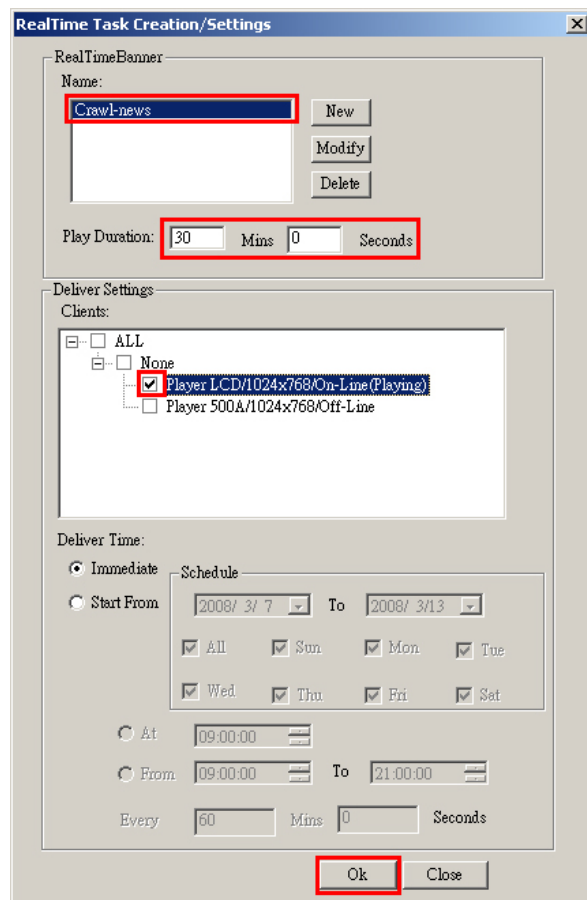 RealTime Task Creation/Settings
RealTimeBanner
Name:
Crawl-news
New
Modify
Delete
Play Duration: 30 Mins 0 Seconds
Deliver Settings
Clients:
ALL
None
Player LCD/1024x768/On-Line(Playing)
Player 500A/1024x768/Off-Line
Deliver Time:
Immediate
Schedule
Start From 2008/ 3/ 7 To 2008/ 3/13
All Sun Mon Tue
Wed Thu Fri Sat
At 09:00:00
From 09:00:00 To 21:00:00
Every 60 Mins 0 Seconds
Ok Close